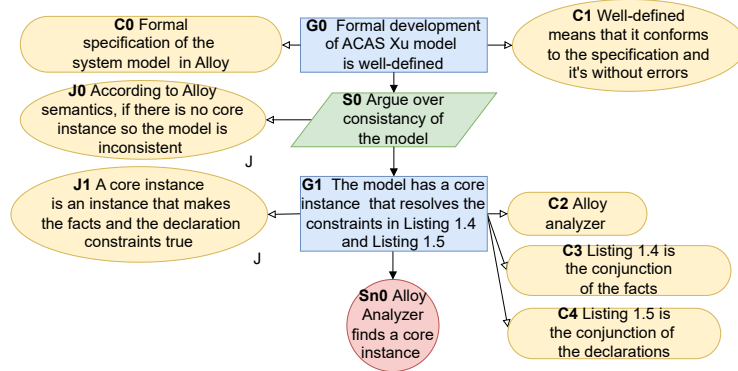 C0 Formal
specification of the
system model in Alloy
G0 Formal development
of ACAS Xu model
is well-defined
C1 Well-defined
means that it conforms
to the specification and
it's without errors
J0 According to Alloy
semantics, if there is no core
instance so the model is
inconsistent
J
S0 Argue over
consistancy of
the model
J1 A core instance
is an instance that makes
the facts and the declaration
constraints true
J
G1 The model has a core
instance that resolves the
constraints in Listing 1.4
and Listing 1.5
C2 Alloy
analyzer
C3 Listing 1.4 is
the conjunction
of the facts
C4 Listing 1.5 is
the conjunction of
the declarations
Sn0 Alloy
Analyzer
finds a core
instance